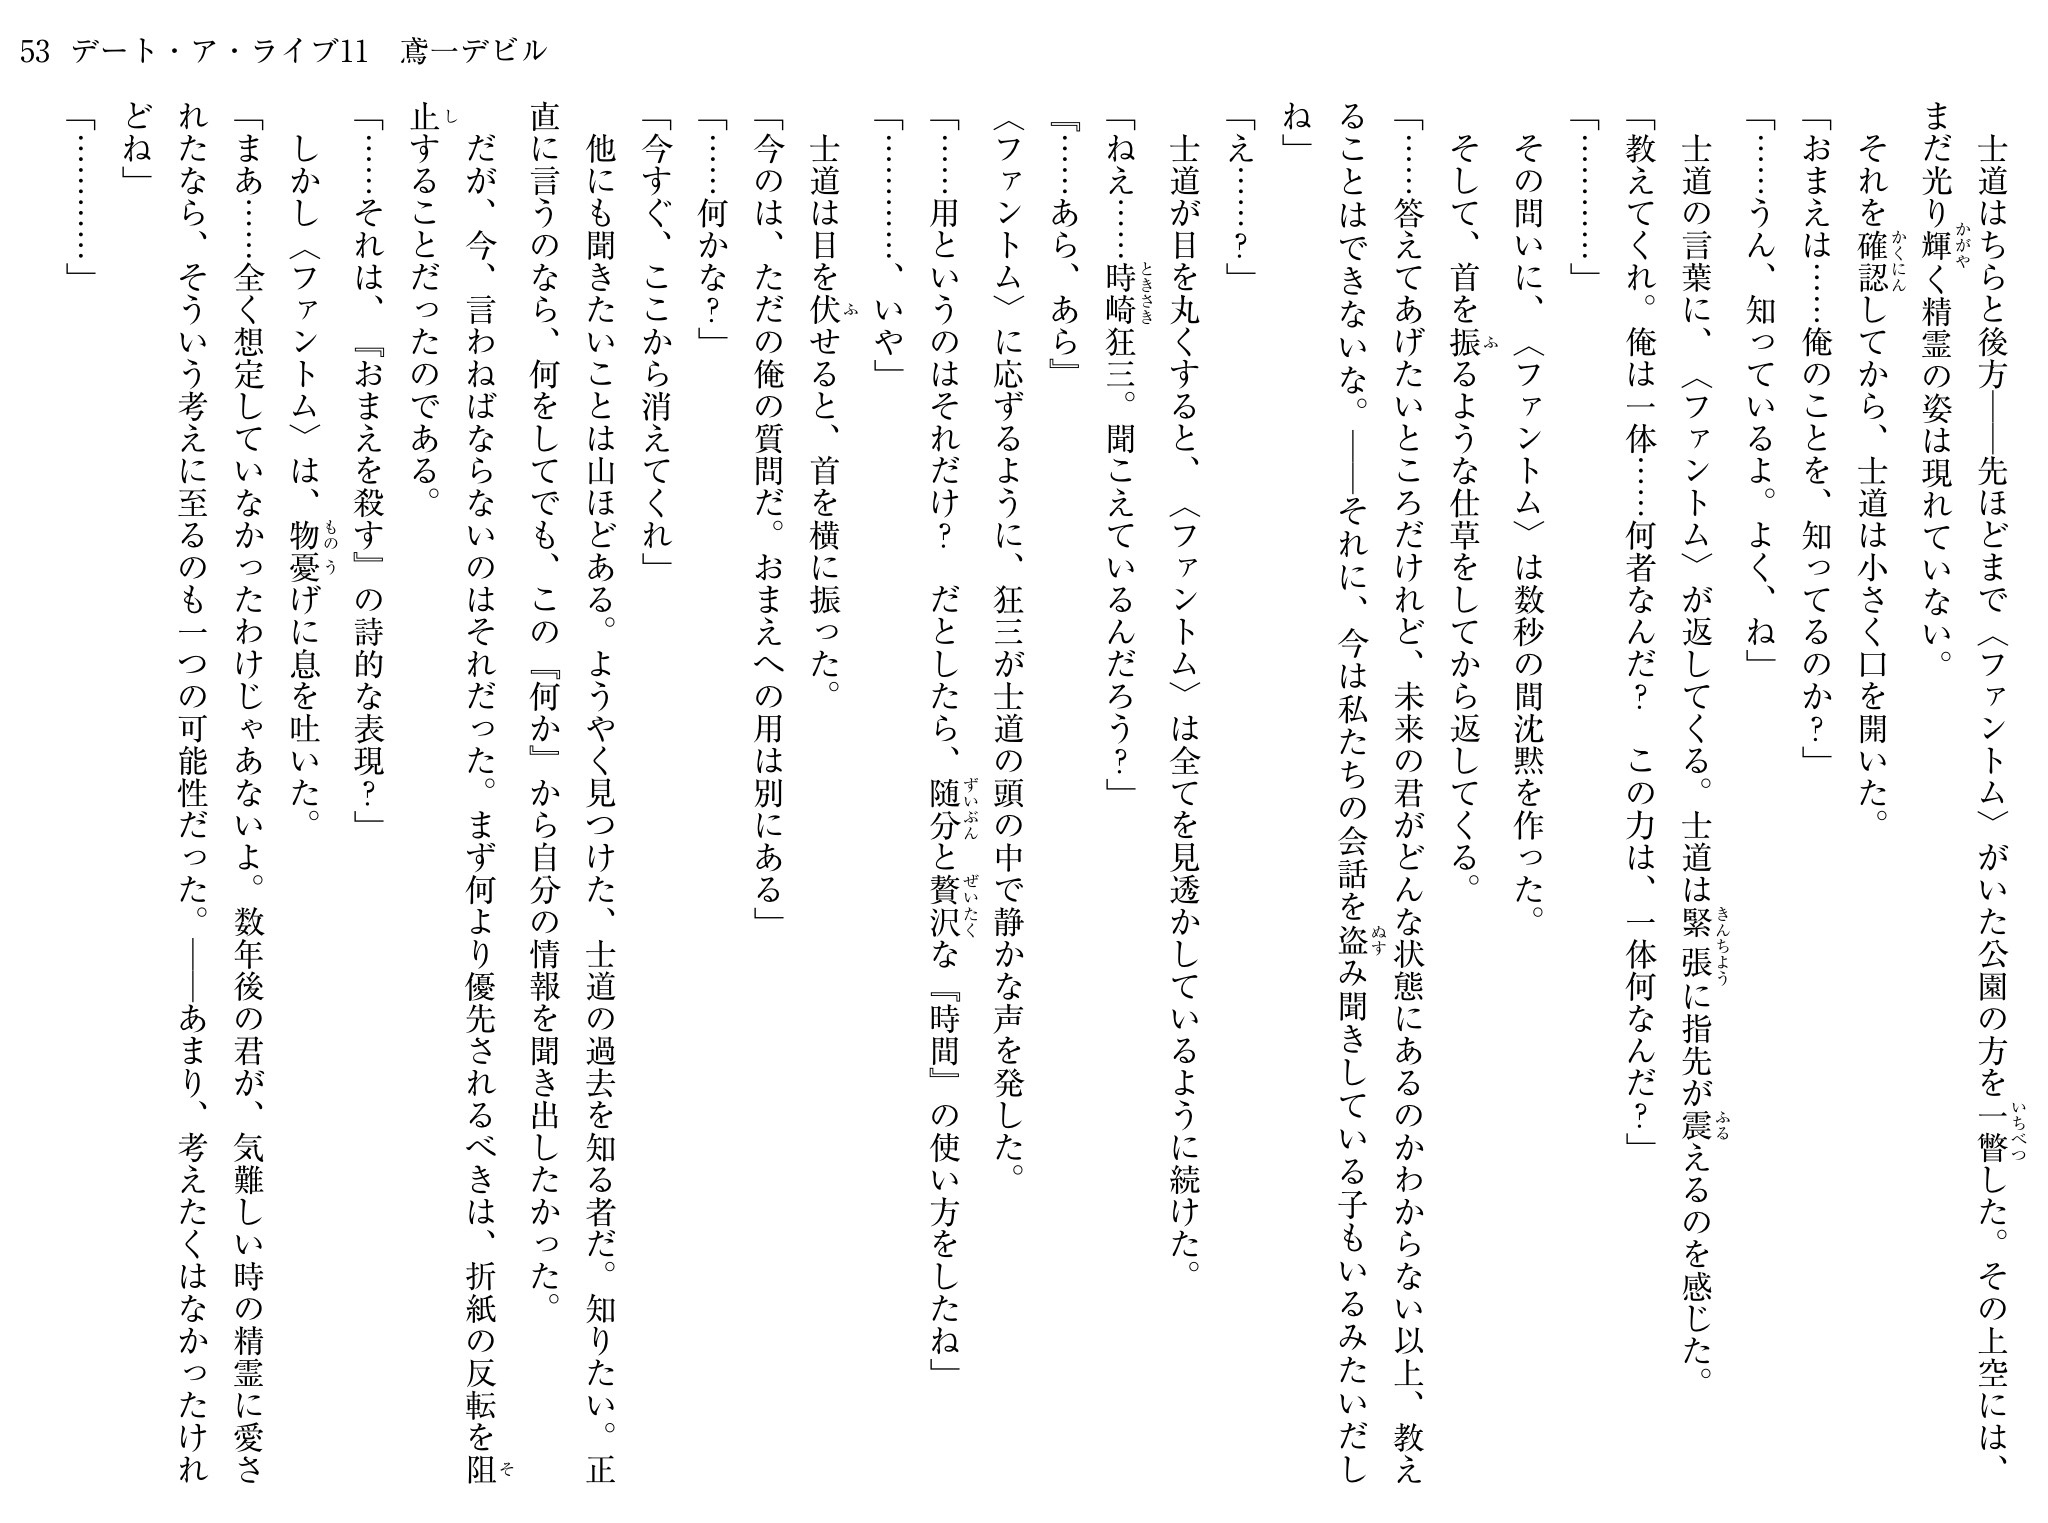 53 デート・ア・ライブ11　鳶一デビル
　士道はちらと後方――先ほどまで〈ファントム〉がいた公園の方を一瞥した。その上空には、
まだ光り輝く精霊の姿は現れていない。
　それを確認してから、士道は小さく口を開いた。
「おまえは……俺のことを、知ってるのか？」
「……うん、知っているよ。よく、ね」
　士道の言葉に、〈ファントム〉が返してくる。士道は緊張に指先が震えるのを感じた。
「教えてくれ。俺は一体……何者なんだ？　この力は、一体何なんだ？」
「…………」
　その問いに、〈ファントム〉は数秒の間沈黙を作った。
　そして、首を振るような仕草をしてから返してくる。
「……答えてあげたいところだけれど、未来の君がどんな状態にあるのかわからない以上、教え
ることはできないな。――それに、今は私たちの会話を盗み聞きしている子もいるみたいだし
ね」
「え……？」
　士道が目を丸くすると、〈ファントム〉は全てを見透かしているように続けた。
「ねえ……時崎狂三。聞こえているんだろう？」
『……あら、あら』
〈ファントム〉に応ずるように、狂三が士道の頭の中で静かな声を発した。
「……用というのはそれだけ？　だとしたら、随分と贅沢な『時間』の使い方をしたね」
「…………、いや」
　士道は目を伏せると、首を横に振った。
「今のは、ただの俺の質問だ。おまえへの用は別にある」
「……何かな？」
「今すぐ、ここから消えてくれ」
　他にも聞きたいことは山ほどある。ようやく見つけた、士道の過去を知る者だ。知りたい。正
直に言うのなら、何をしてでも、この『何か』から自分の情報を聞き出したかった。
　だが、今、言わねばならないのはそれだった。まず何より優先されるべきは、折紙の反転を阻
止することだったのである。
「……それは、『おまえを殺す』の詩的な表現？」
　しかし〈ファントム〉は、物憂げに息を吐いた。
「まあ……全く想定していなかったわけじゃあないよ。数年後の君が、気難しい時の精霊に愛さ
れたなら、そういう考えに至るのも一つの可能性だった。――あまり、考えたくはなかったけれ
どね」
「…………」